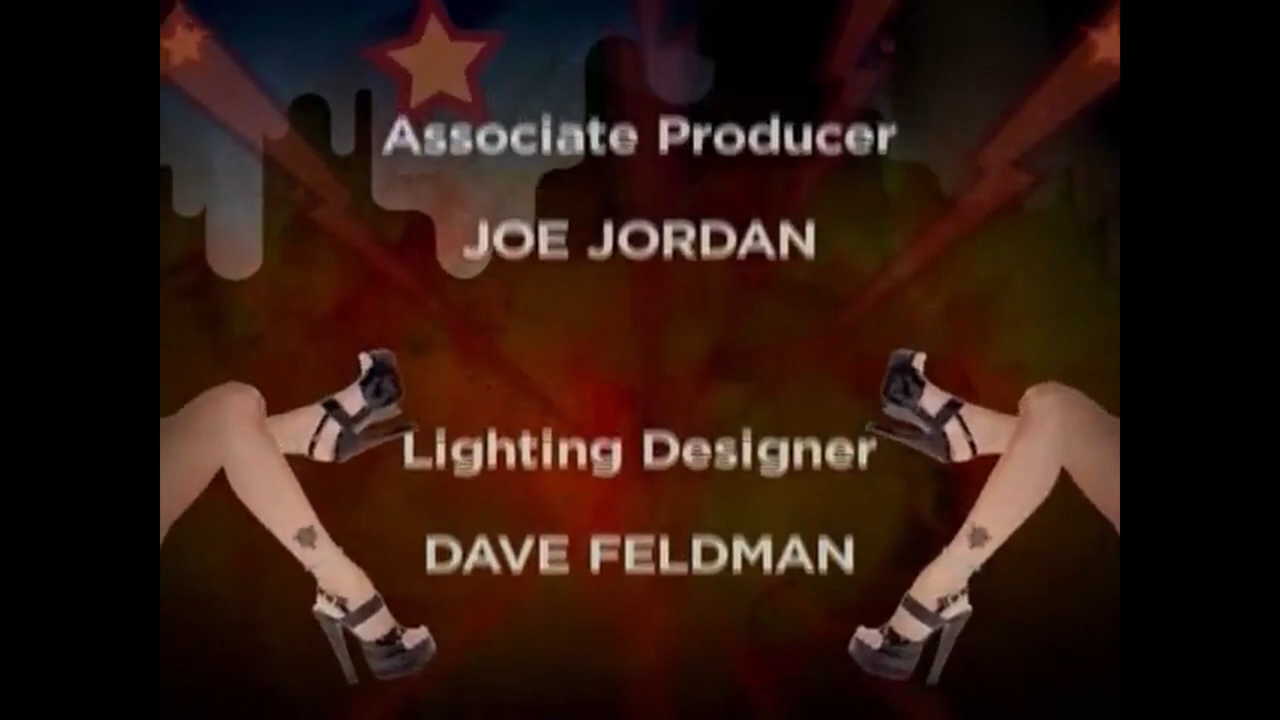 Associate Producer
JOE JORDAN
Lighting Designer
DAVE FELDMAN